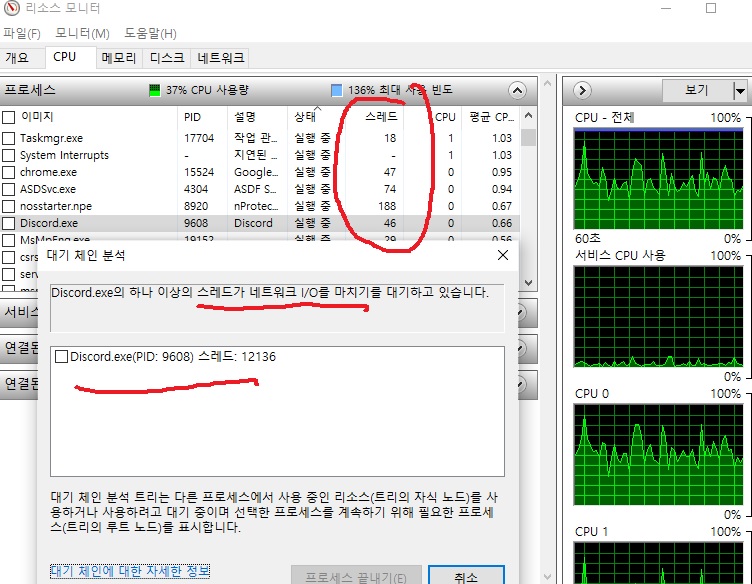 리소스 모니터
파일(F) 모니터(M) 도움말(H)
개요 CPU 메모리 디스크 네트워크
프로세스 37% CPU 사용량 136% 최대 사용 빈도
이미지 PID 설명 상태 스레드 CPU 평균 CP...
Taskmgr.exe 17704 작업 관... 실행 중 18 1 1.03
System Interrupts - 지연된 ... 실행 중 - 1 1.03
chrome.exe 15524 Google... 실행 중 47 0 0.95
ASDSvc.exe 4304 ASDF S... 실행 중 74 0 0.94
nosstarter.npe 8920 nProtec... 실행 중 188 0 0.67
Discord.exe 9608 Discord 실행 중 46 0 0.66
MsMpEng.exe 19152 실행 중 29 0 0.56
csrs
serv
서비스
연결된
연결된
대기 체인 분석
Discord.exe의 하나 이상의 스레드가 네트워크 I/O를 마치기를 대기하고 있습니다.
Discord.exe(PID: 9608) 스레드: 12136
대기 체인 분석 트리는 다른 프로세스에서 사용 중인 리소스(트리의 자식 노드)를 사
용하거나 사용하려고 대기 중이며 선택한 프로세스를 계속하기 위해 필요한 프로세
스(트리의 루트 노드)를 표시합니다.
대기 체인에 대한 자세한 정보
프로세스 끝내기(E) 취소
보기
CPU - 전체 100%
60초 0%
서비스 CPU 사용 100%
0%
CPU 0 100%
0%
CPU 1 100%